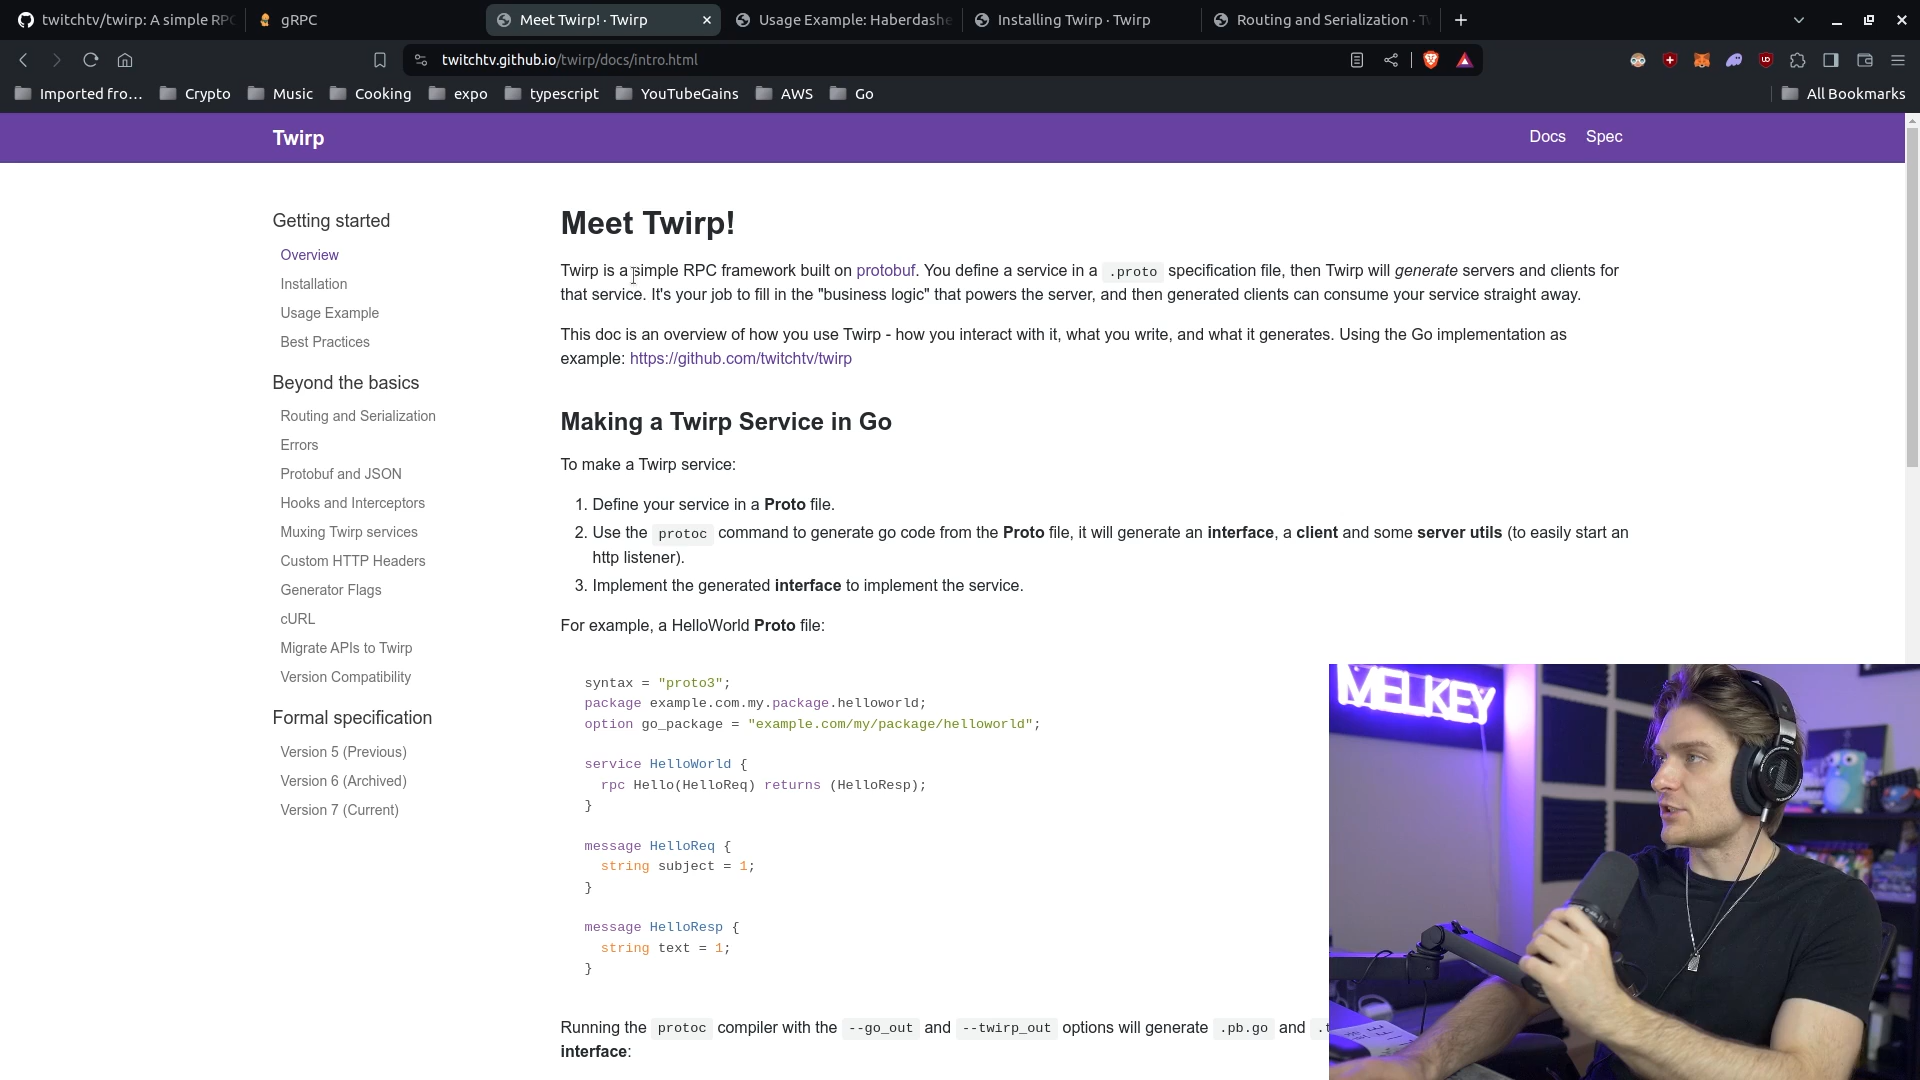 twitchtv/twirp: A simple RPC
gRPC
Meet Twirp! · Twirp
Usage Example: Haberdashe
Installing Twirp · Twirp
Routing and Serialization · Tw
twitchtv.github.io/twirp/docs/intro.html
Imported fro...
Crypto
Music
Cooking
expo
typescript
YouTubeGains
AWS
Go
All Bookmarks
Twirp
Docs
Spec
Getting started
Overview
Installation
Usage Example
Best Practices
Beyond the basics
Routing and Serialization
Errors
Protobuf and JSON
Hooks and Interceptors
Muxing Twirp services
Custom HTTP Headers
Generator Flags
cURL
Migrate APIs to Twirp
Version Compatibility
Formal specification
Version 5 (Previous)
Version 6 (Archived)
Version 7 (Current)
Meet Twirp!
Twirp is a simple RPC framework built on protobuf. You define a service in a .proto specification file, then Twirp will generate servers and clients for
that service. It's your job to fill in the "business logic" that powers the server, and then generated clients can consume your service straight away.
This doc is an overview of how you use Twirp - how you interact with it, what you write, and what it generates. Using the Go implementation as
example: https://github.com/twitchtv/twirp
Making a Twirp Service in Go
To make a Twirp service:
1. Define your service in a Proto file.
2. Use the protoc command to generate go code from the Proto file, it will generate an interface, a client and some server utils (to easily start an
http listener).
3. Implement the generated interface to implement the service.
For example, a HelloWorld Proto file:
syntax = "proto3";
package example.com.my.package.helloworld;
option go_package = "example.com/my/package/helloworld";
service HelloWorld {
rpc Hello(HelloReq) returns (HelloResp);
}
message HelloReq {
string subject = 1;
}
message HelloResp {
string text = 1;
}
Running the protoc compiler with the --go_out and --twirp_out options will generate .pb.go and .t
interface:
MELKEY